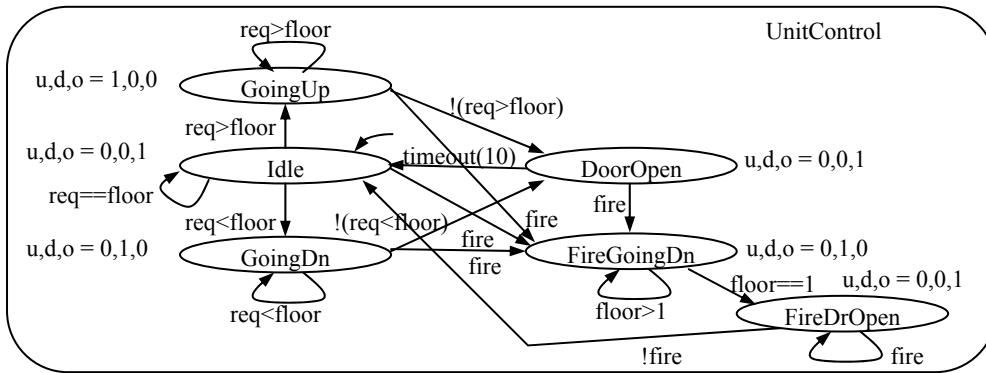 UnitControl
req>floor
u,d,o = 1,0,0
GoingUp
!(req>floor)
req>floor
u,d,o = 0,0,1
timeout(10)
Idle
DoorOpen
u,d,o = 0,0,1
req==floor
req<floor
!(req<floor)
fire
fire
u,d,o = 0,1,0
fire
GoingDn
fire
FireGoingDn
u,d,o = 0,1,0
req<floor
floor>1
floor==1
u,d,o = 0,0,1
FireDrOpen
!fire
fire